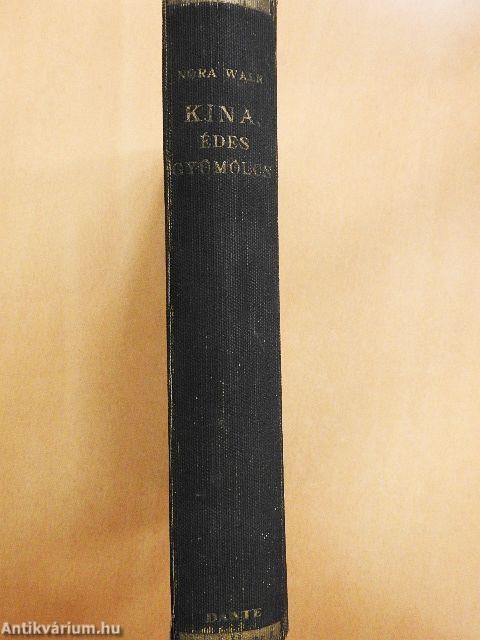 NORA WALN
KINA,
ÉDES
GYÜMÖLCS
DANTE
Antikvárium.hu